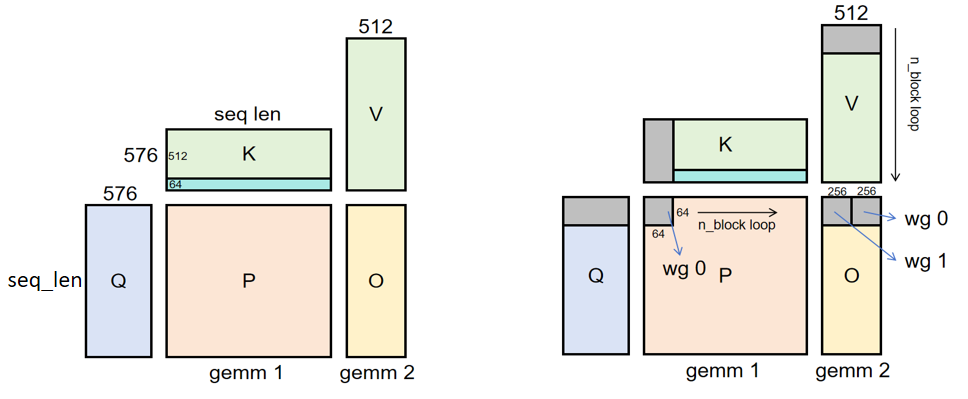 512
V
seq len
576
512
K
64
576
seq_len
Q
P
O
gemm 1
gemm 2
512
V
n_block loop
K
256
256
64
n_block loop
64
wg 0
wg 0
wg 1
Q
P
O
gemm 1
gemm 2